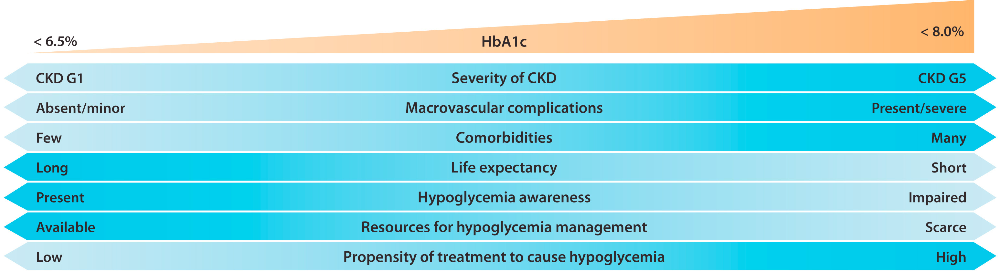 < 6.5% HbA1c < 8.0%
CKD G1 Severity of CKD CKD G5
Absent/minor Macrovascular complications Present/severe
Few Comorbidities Many
Long Life expectancy Short
Present Hypoglycemia awareness Impaired
Available Resources for hypoglycemia management Scarce
Low Propensity of treatment to cause hypoglycemia High